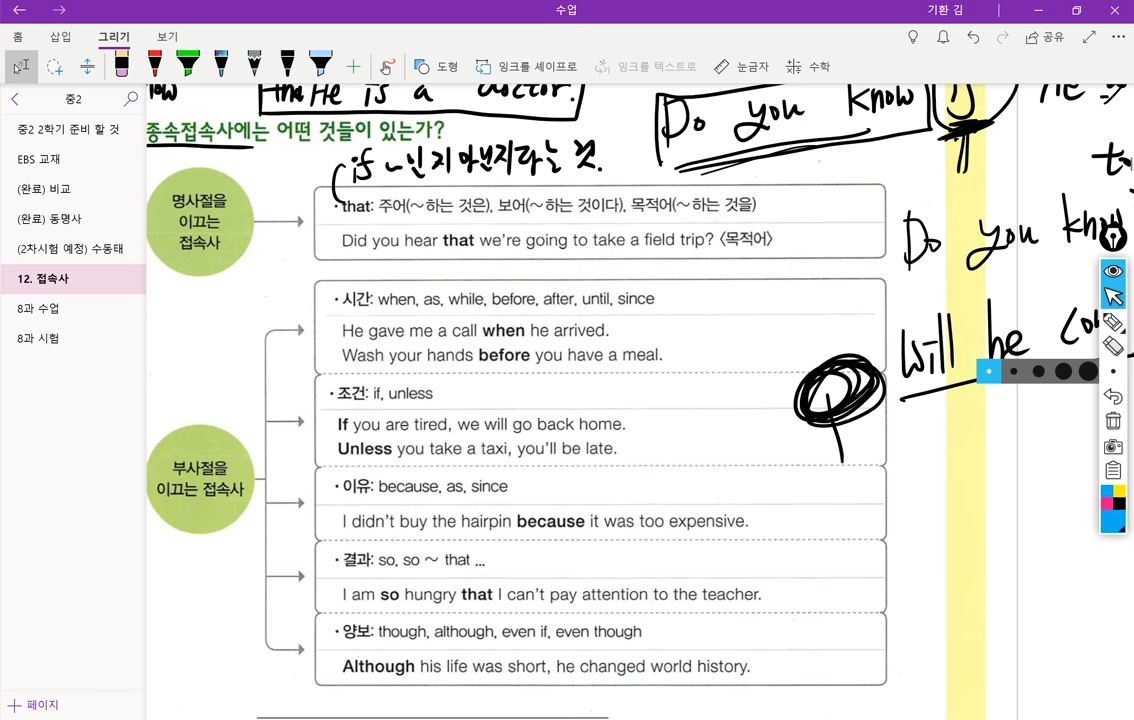 수업
기환 김
홈 삽입 그리기 보기
도형 잉크를 셰이프로 잉크를 텍스트로 눈금자 수학 공유
중2
중2 2학기 준비 할 것
EBS 교재
(완료) 비교
(완료) 동명사
(2차시험 예정) 수동태
12. 접속사
8과 수업
8과 시험
페이지
He is a doctor.
Do you know if he
종속접속사에는 어떤 것들이 있는가?
if ~인지 아닌지라는 것.
명사절을
이끄는
접속사
· that: 주어(~하는 것은), 보어(~하는 것이다), 목적어(~하는 것을)
Did you hear that we're going to take a field trip? <목적어>
Do you know
will be
부사절을
이끄는 접속사
· 시간: when, as, while, before, after, until, since
He gave me a call when he arrived.
Wash your hands before you have a meal.
· 조건: if, unless
If you are tired, we will go back home.
Unless you take a taxi, you'll be late.
· 이유: because, as, since
I didn't buy the hairpin because it was too expensive.
· 결과: so, so ~ that ...
I am so hungry that I can't pay attention to the teacher.
· 양보: though, although, even if, even though
Although his life was short, he changed world history.